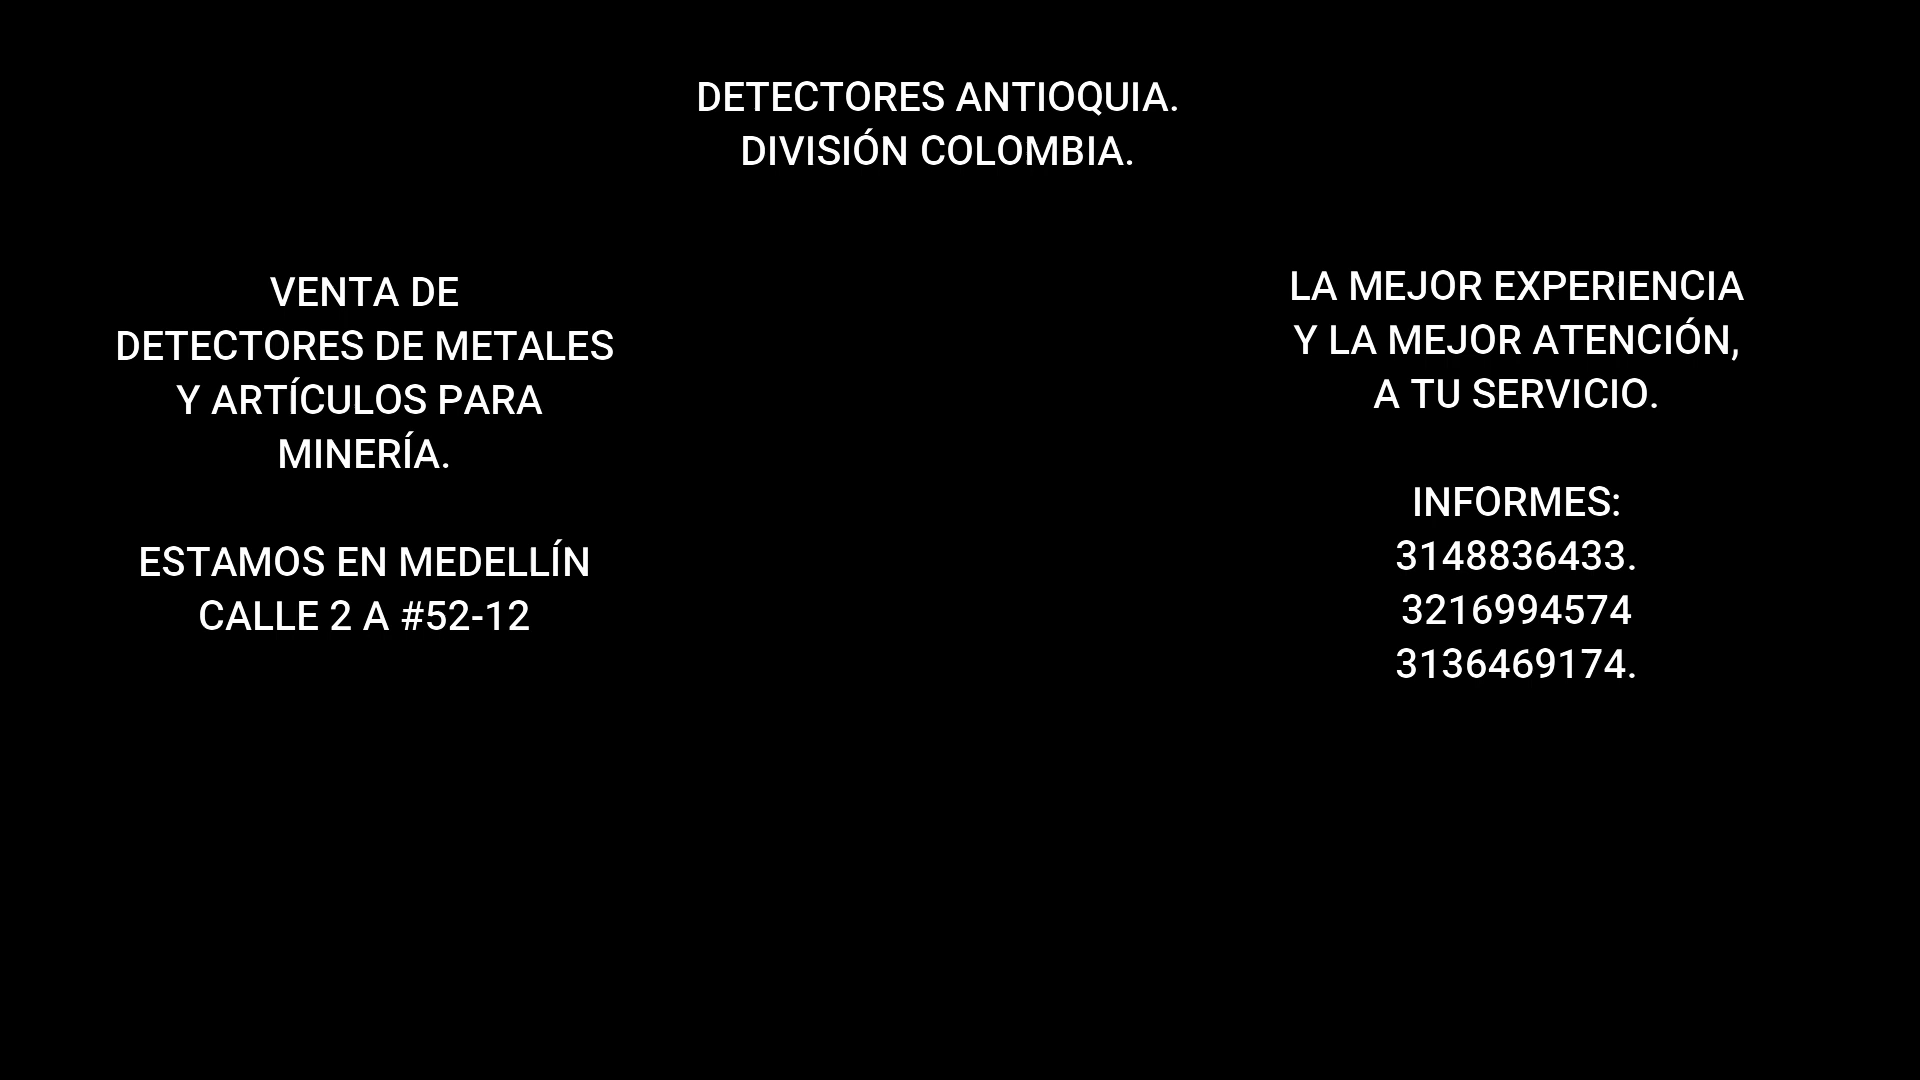 DETECTORES ANTIOQUIA.
DIVISIÓN COLOMBIA.
VENTA DE
DETECTORES DE METALES
Y ARTÍCULOS PARA
MINERÍA.
ESTAMOS EN MEDELLÍN
CALLE 2 A #52-12
LA MEJOR EXPERIENCIA
Y LA MEJOR ATENCIÓN,
A TU SERVICIO.
INFORMES:
3148836433.
3216994574
3136469174.